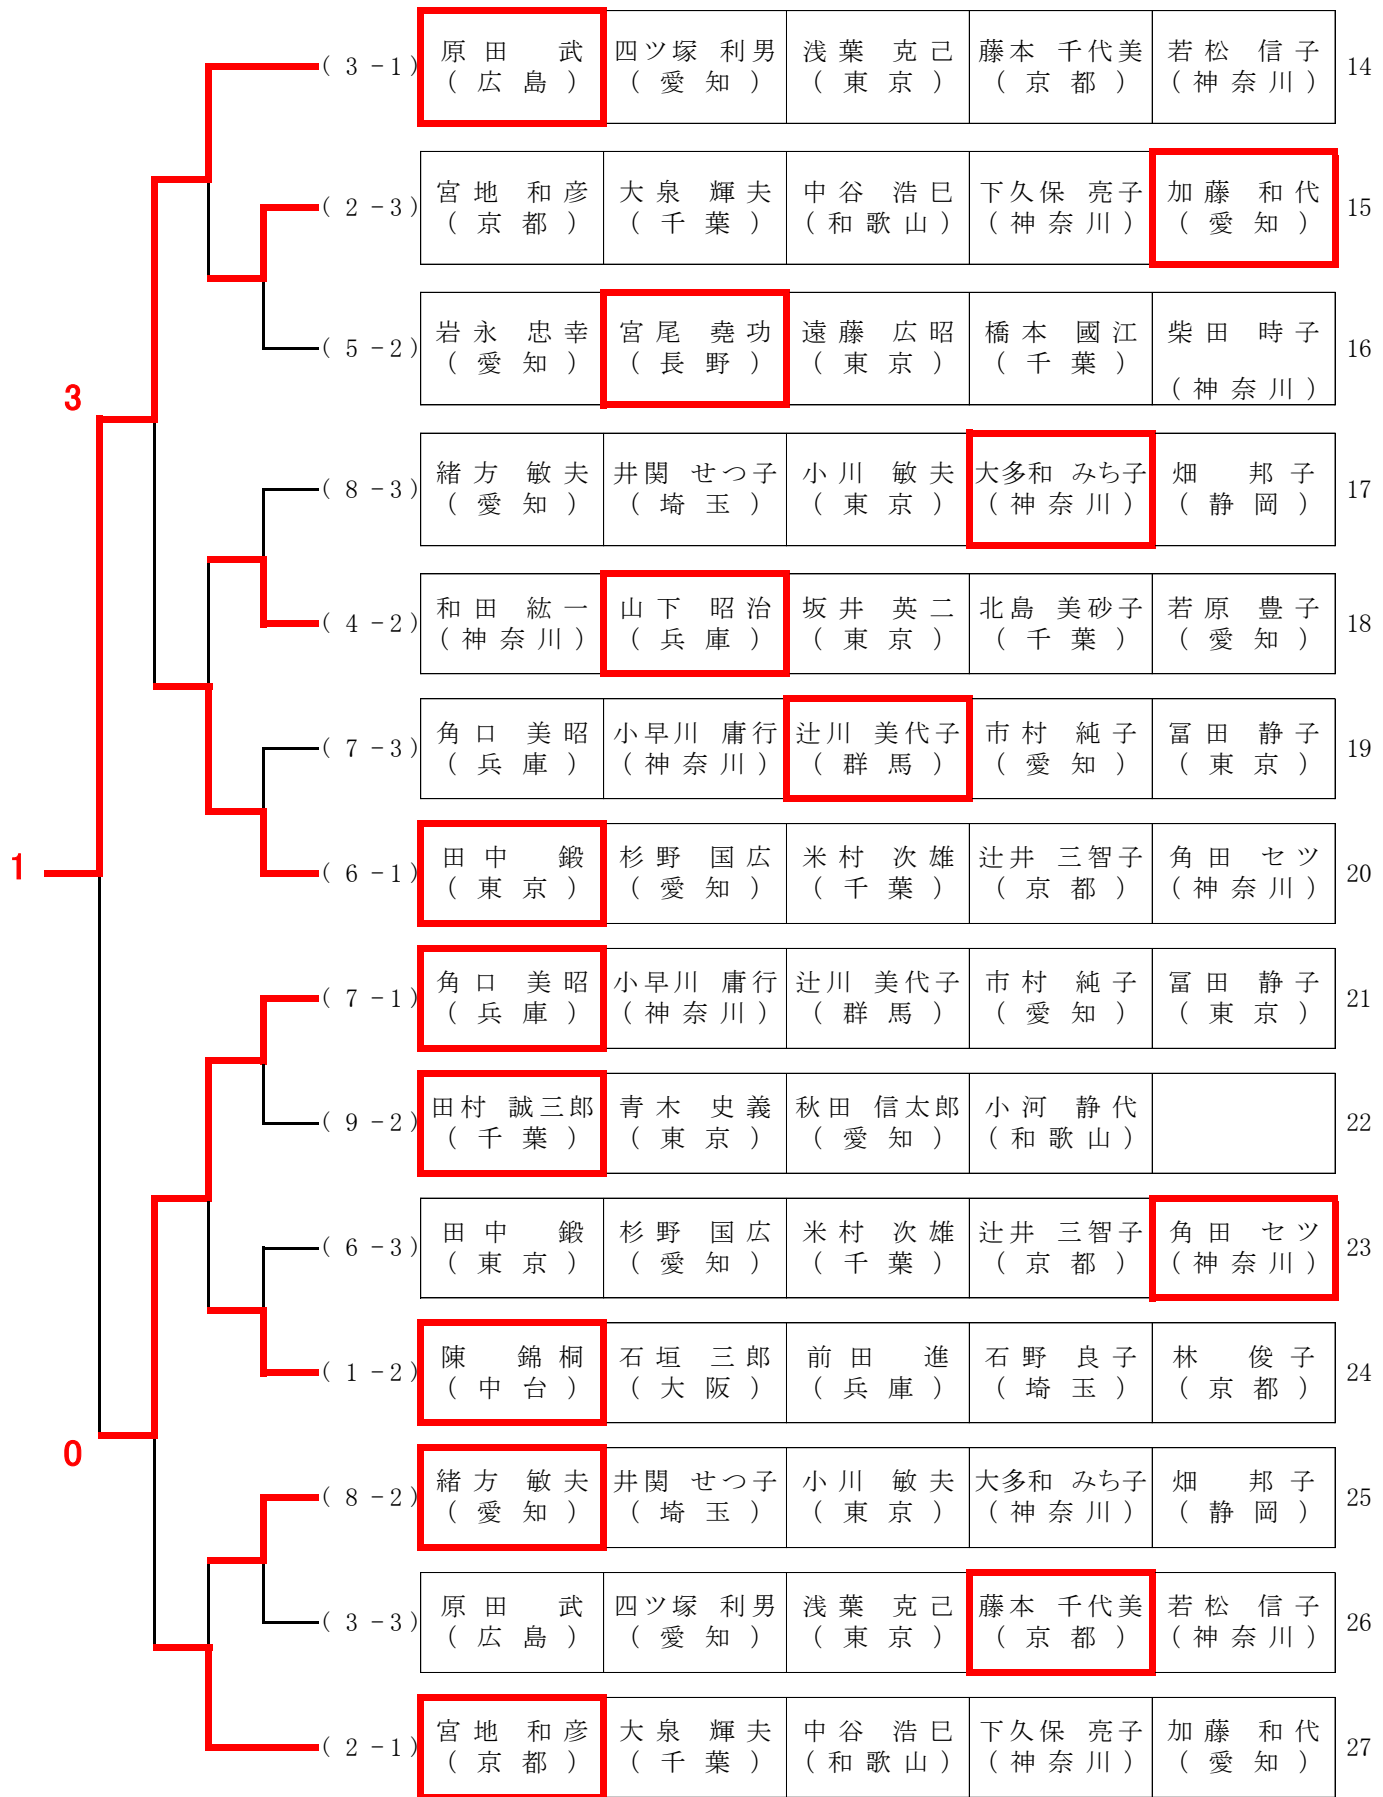 ( 3 -1) 原田 武 四ツ塚 利男 浅葉 克己 藤本 千代美 若松 信子 14
( 広島 ) ( 愛知 ) ( 東京 ) ( 京都 ) ( 神奈川 )
( 2 -3) 宮地 和彦 大泉 輝夫 中谷 浩巳 下久保 亮子 加藤 和代 15
( 京都 ) ( 千葉 ) ( 和歌山 ) ( 神奈川 ) ( 愛知 )
( 5 -2) 岩永 忠幸 宮尾 堯功 遠藤 広昭 橋本 國江 柴田 時子 16
( 愛知 ) ( 長野 ) ( 東京 ) ( 千葉 ) ( 神奈川 )
3
( 8 -3) 緒方 敏夫 井関 せつ子 小川 敏夫 大多和 みち子 畑 邦子 17
( 愛知 ) ( 埼玉 ) ( 東京 ) ( 神奈川 ) ( 静岡 )
( 4 -2) 和田 紘一 山下 昭治 坂井 英二 北島 美砂子 若原 豊子 18
( 神奈川 ) ( 兵庫 ) ( 東京 ) ( 千葉 ) ( 愛知 )
( 7 -3) 角口 美昭 小早川 庸行 辻川 美代子 市村 純子 冨田 静子 19
( 兵庫 ) ( 神奈川 ) ( 群馬 ) ( 愛知 ) ( 東京 )
1
( 6 -1) 田中 鍛 杉野 国広 米村 次雄 辻井 三智子 角田 セツ 20
( 東京 ) ( 愛知 ) ( 千葉 ) ( 京都 ) ( 神奈川 )
( 7 -1) 角口 美昭 小早川 庸行 辻川 美代子 市村 純子 冨田 静子 21
( 兵庫 ) ( 神奈川 ) ( 群馬 ) ( 愛知 ) ( 東京 )
( 9 -2) 田村 誠三郎 青木 史義 秋田 信太郎 小河 静代 22
( 千葉 ) ( 東京 ) ( 愛知 ) ( 和歌山 )
( 6 -3) 田中 鍛 杉野 国広 米村 次雄 辻井 三智子 角田 セツ 23
( 東京 ) ( 愛知 ) ( 千葉 ) ( 京都 ) ( 神奈川 )
( 1 -2) 陳 錦桐 石垣 三郎 前田 進 石野 良子 林 俊子 24
( 中台 ) ( 大阪 ) ( 兵庫 ) ( 埼玉 ) ( 京都 )
0
( 8 -2) 緒方 敏夫 井関 せつ子 小川 敏夫 大多和 みち子 畑 邦子 25
( 愛知 ) ( 埼玉 ) ( 東京 ) ( 神奈川 ) ( 静岡 )
( 3 -3) 原田 武 四ツ塚 利男 浅葉 克己 藤本 千代美 若松 信子 26
( 広島 ) ( 愛知 ) ( 東京 ) ( 京都 ) ( 神奈川 )
( 2 -1) 宮地 和彦 大泉 輝夫 中谷 浩巳 下久保 亮子 加藤 和代 27
( 京都 ) ( 千葉 ) ( 和歌山 ) ( 神奈川 ) ( 愛知 )